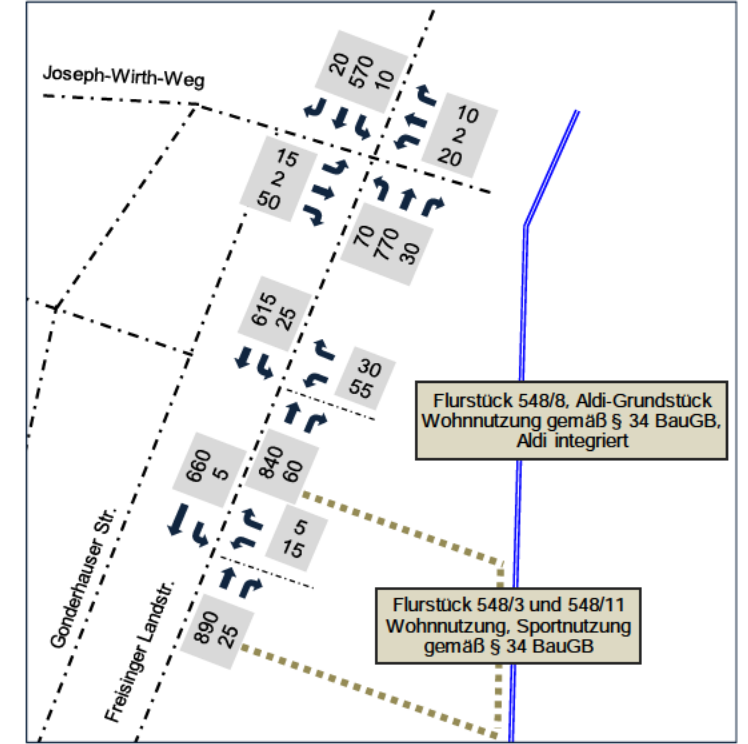 Joseph-Wirth-Weg
20
570
10
10
2
20
15
2
50
70
770
30
615
25
30
55
Flurstück 548/8, Aldi-Grundstück
Wohnnutzung gemäß § 34 BauGB,
Aldi integriert
660
5
840
60
5
15
Flurstück 548/3 und 548/11
Wohnnutzung, Sportnutzung
gemäß § 34 BauGB
890
25
Gonderhauser Str.
Freisinger Landstr.